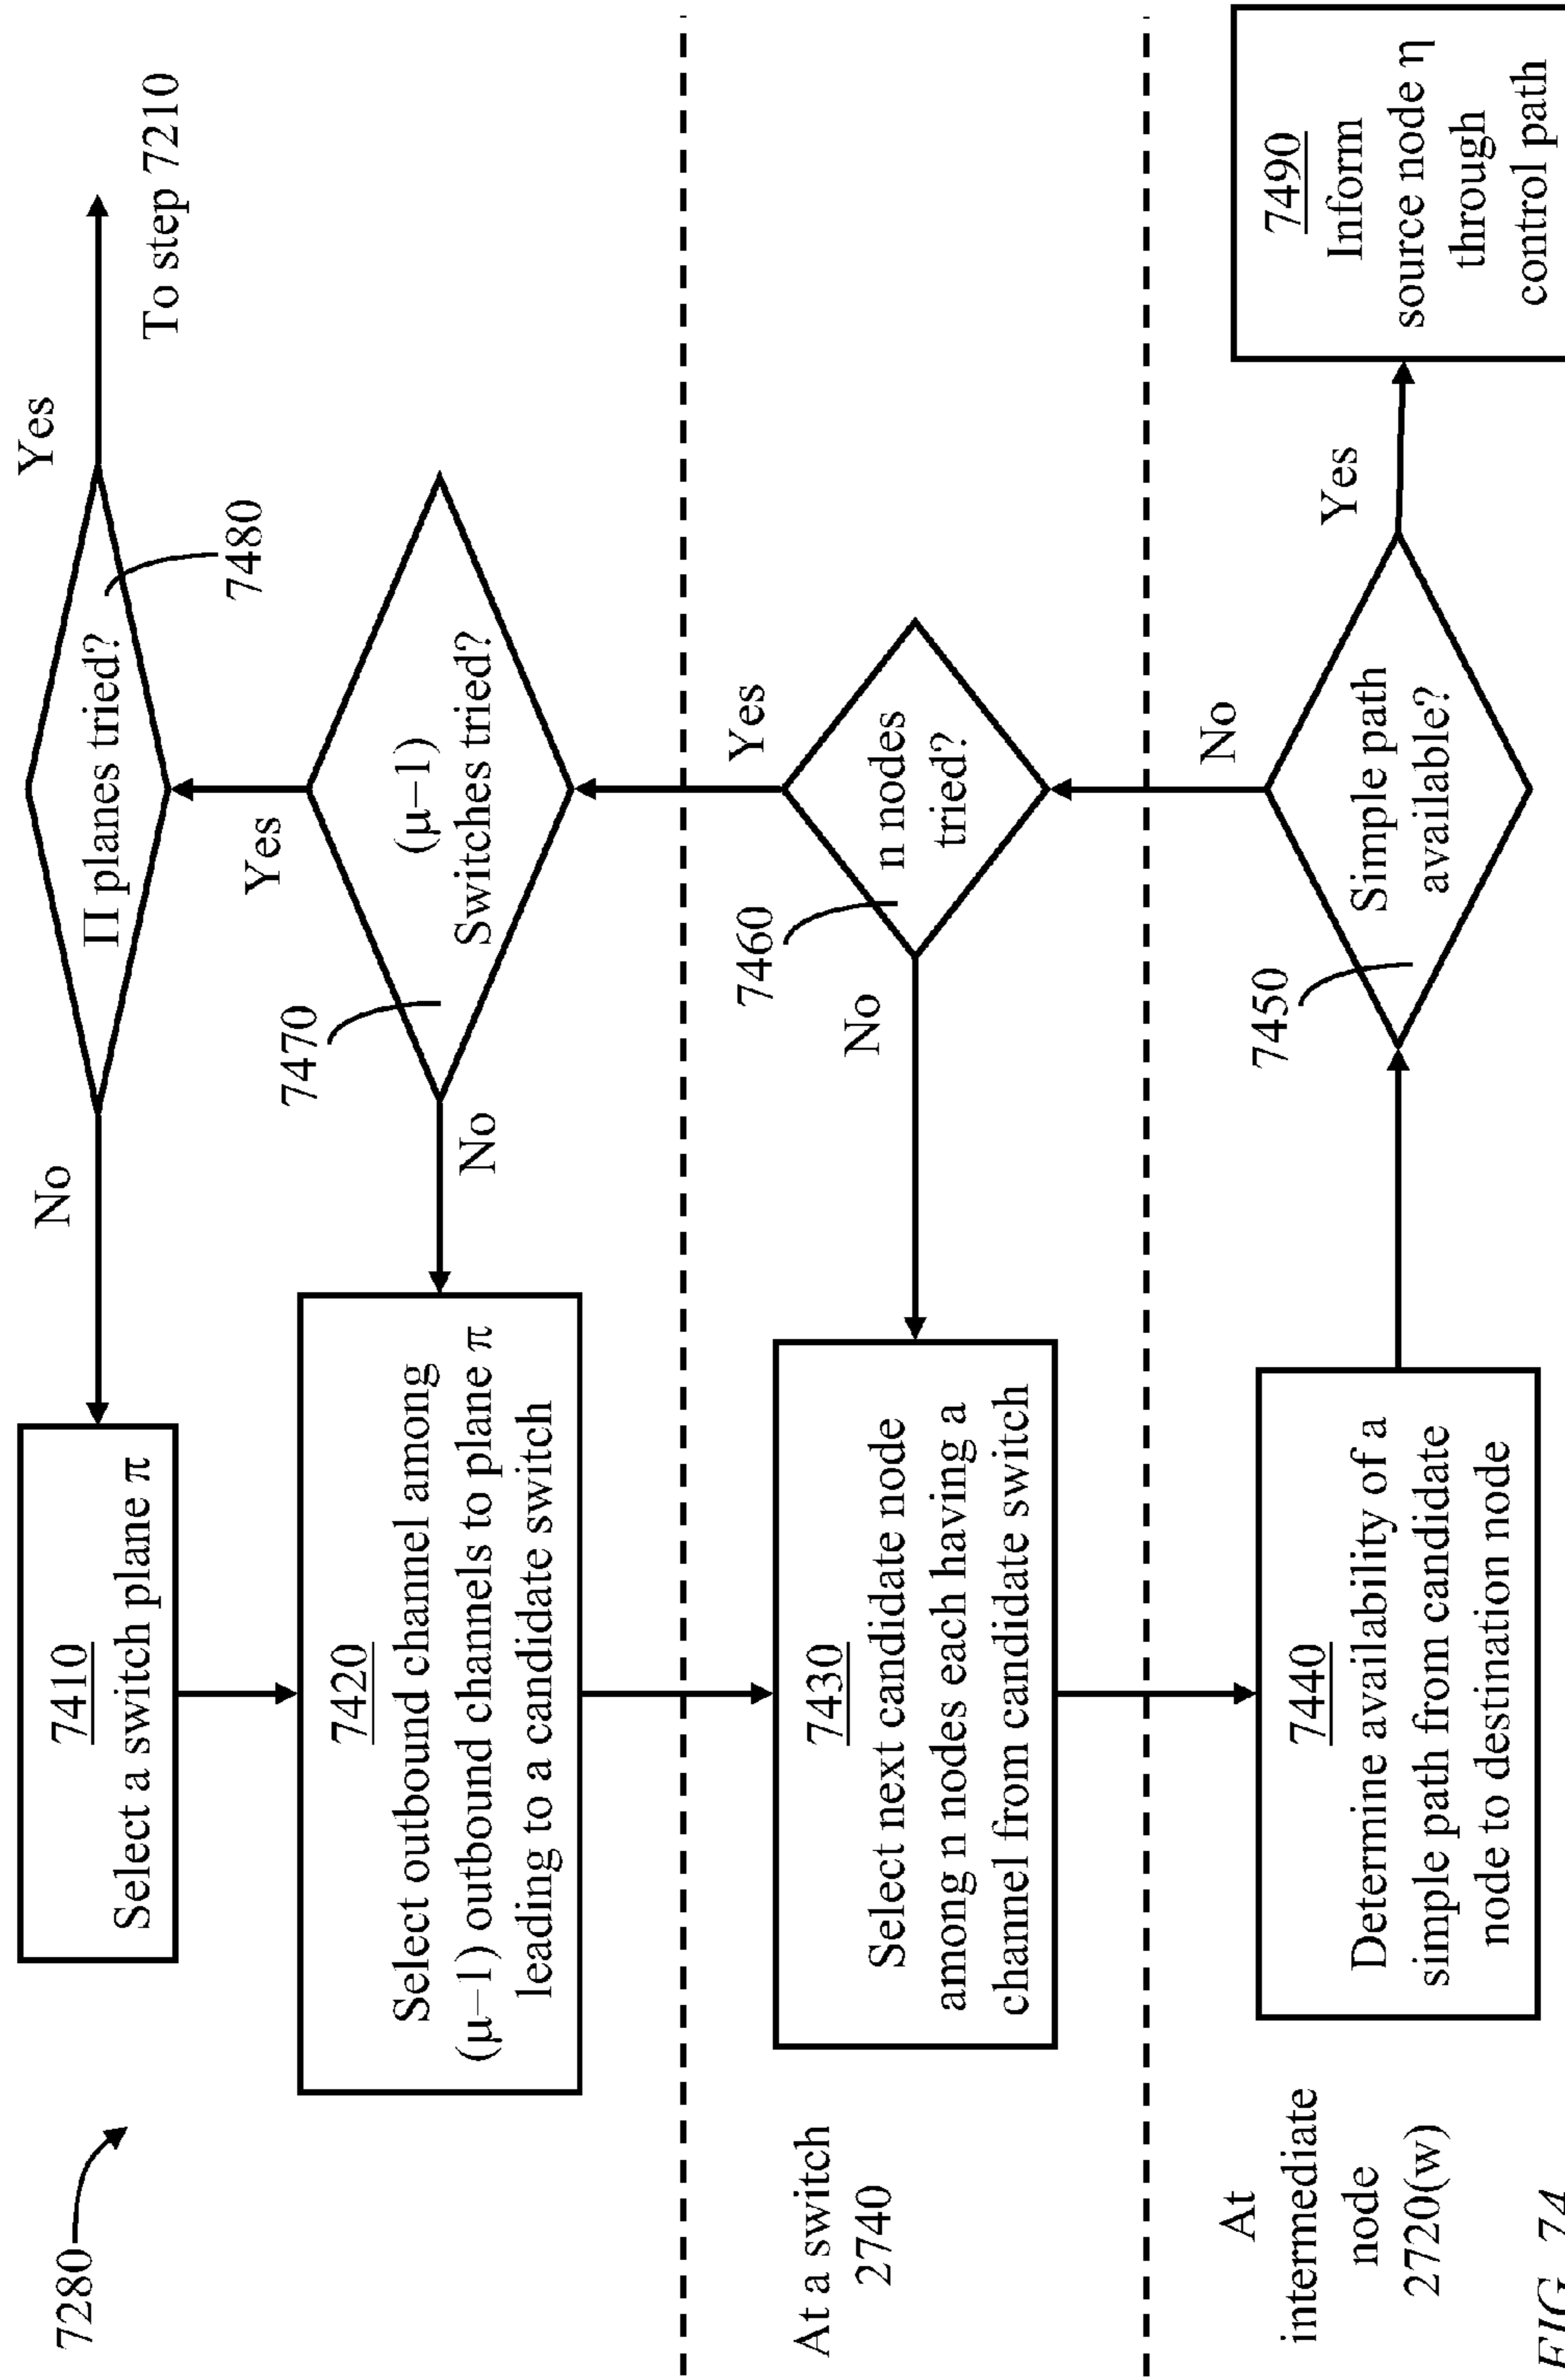 7280
7410
Select a switch plane π
No
Π planes tried?
7480
Yes
To step 7210
7420
Select outbound channel among
(μ−1) outbound channels to plane π
leading to a candidate switch
No
7470
(μ−1)
Switches tried?
Yes
At a switch
2740
7430
Select next candidate node
among n nodes each having a
channel from candidate switch
No
7460
n nodes
tried?
Yes
At
intermediate
node
2720(w)
7440
Determine availability of a
simple path from candidate
node to destination node
7450
Simple path
available?
No
Yes
7490
Inform
source node η
through
control path
FIG. 74